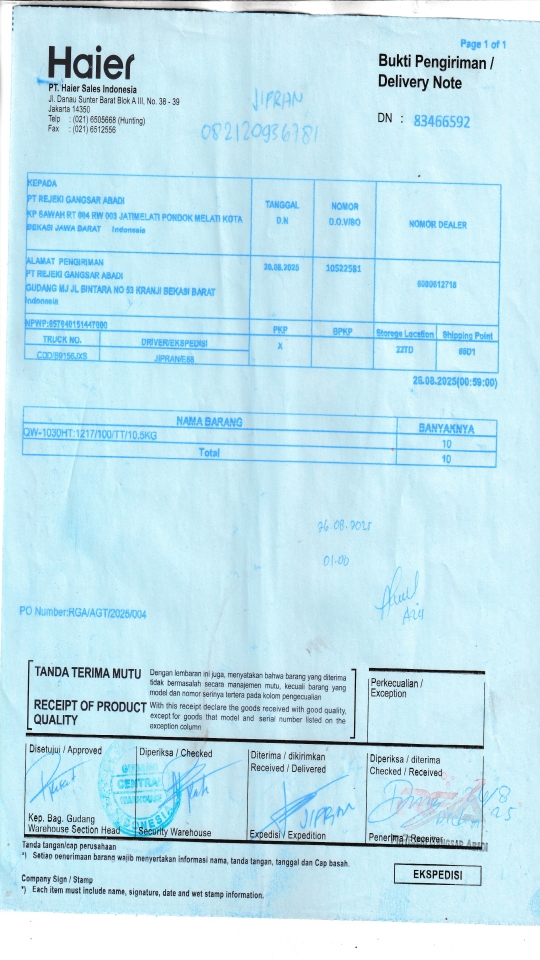 Page 1 of 1
Haier
Bukti Pengiriman /
Delivery Note
PT. Haier Sales Indonesia
Jl. Danau Sunter Barat Blok A III, No. 38 - 39
Jakarta 14350
Telp : (021) 6505668 (Hunting)
Fax : (021) 6512556
DN : 83466592
JIFRAN
082120936781
KEPADA
PT REJEKI GANGSAR ABADI
KP SAWAH RT 004 RW 003 JATIMELATI PONDOK MELATI KOTA
BEKASI JAWA BARAT Indonesia
TANGGAL
D.N
NOMOR
D.O.V/SO
NOMOR DEALER
ALAMAT PENGIRIMAN
PT REJEKI GANGSAR ABADI
GUDANG MJ JL BINTARA NO 53 KRANJI BEKASI BARAT
Indonesia
26.08.2025
10522581
NPWP:657040151447000
PKP
BPKP
Storage Location
Shipping Point
TRUCK NO.
DRIVER/EKSPEDISI
X
22TD
JIPRAN/E68
26.08.2025(00:59:00)
NAMA BARANG
BANYAKNYA
QW-1030HT:1217/100/TT/10.5KG
10
Total
10
26.08.2025
01.00
PO Number:RGA/AGT/2025/004
TANDA TERIMA MUTU
Dengan lembaran ini juga, menyatakan bahwa barang yang diterima
tidak bermasalah secara manajemen mutu, kecuali barang yang
model dan nomor serinya tertera pada kolom pengecualian
RECEIPT OF PRODUCT
QUALITY
With this receipt declare the goods received with good quality,
except for goods that model and serial number listed on the
exception column
Perkecualian /
Exception
Disetujui / Approved
Diperiksa / Checked
Diterima / dikirimkan
Received / Delivered
Diperiksa / diterima
Checked / Received
CENTRA
JIFRAN
Kep. Bag. Gudang
Warehouse Section Head
Security Warehouse
Expedisi / Expedition
Penerima / Receiver
Tanda tangan/cap perusahaan
*) Setiap penerimaan barang wajib menyertakan informasi nama, tanda tangan, tanggal dan Cap basah.
Company Sign / Stamp
*) Each item must include name, signature, date and wet stamp information.
EKSPEDISI